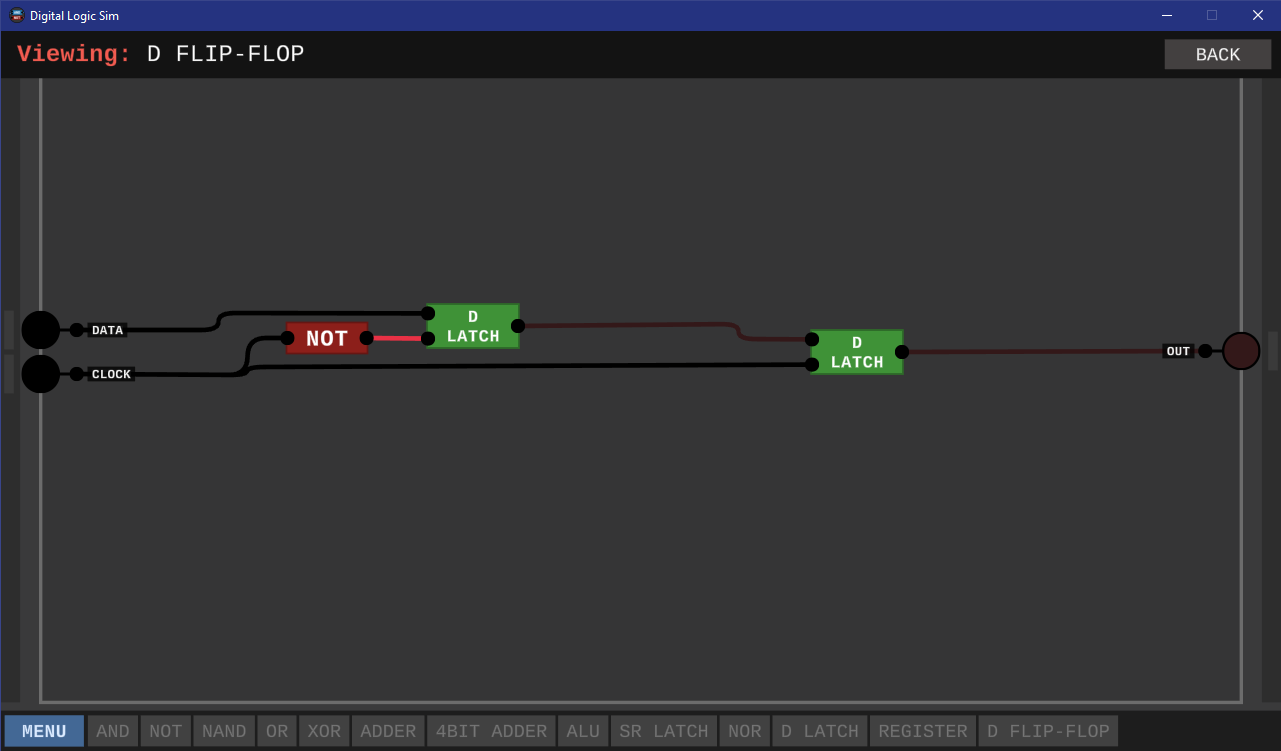 Digital Logic Sim
Viewing: D FLIP-FLOP
BACK
D
LATCH
DATA
NOT
D
LATCH
OUT
CLOCK
MENU AND NOT NAND OR XOR ADDER 4BIT ADDER ALU SR LATCH NOR D LATCH REGISTER D FLIP-FLOP